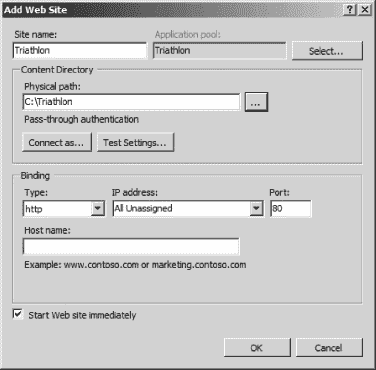 Add Web Site
Site name:
Application pool:
Triathlon
Triathlon
Select...
Content Directory
Physical path:
C:\Triathlon
...
Pass-through authentication
Connect as...
Test Settings...
Binding
Type:
IP address:
Port:
http
All Unassigned
80
Host name:
Example: www.contoso.com or marketing.contoso.com
Start Web site immediately
OK
Cancel